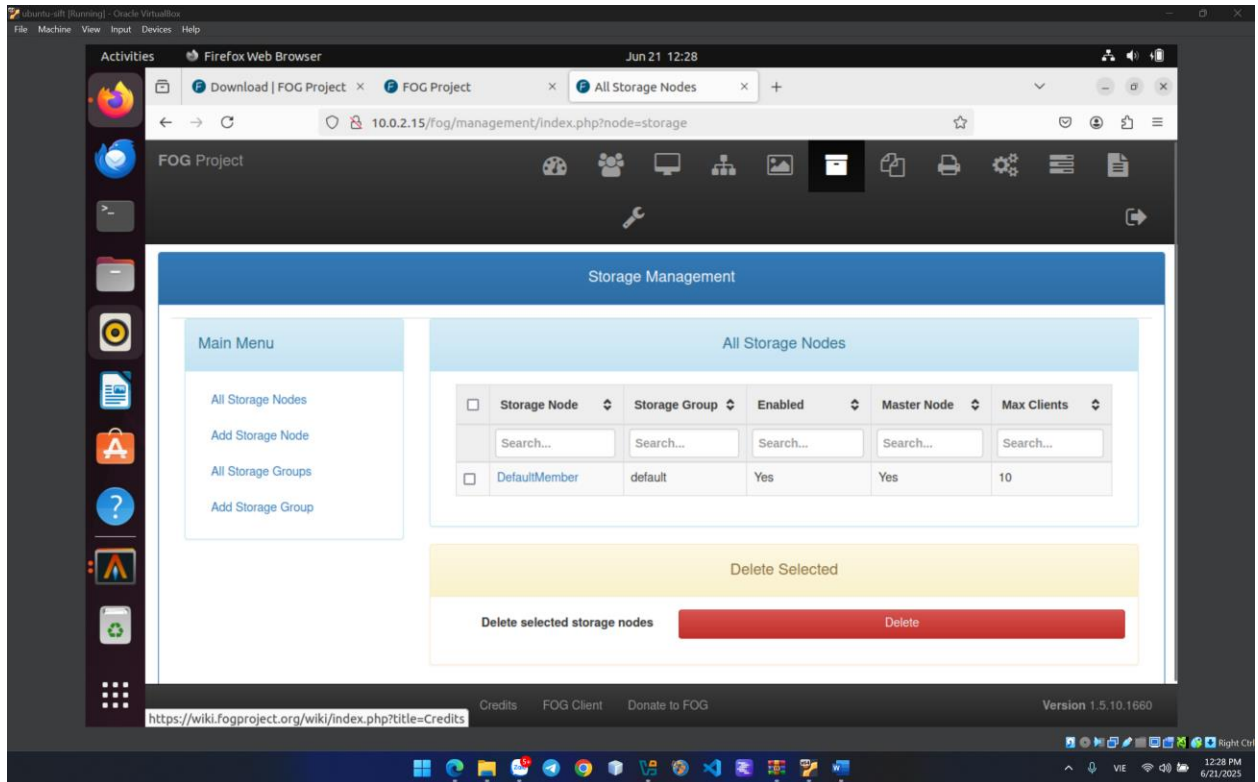 ubuntu-sift [Running] - Oracle VirtualBox
File Machine View Input Devices Help
Activities Firefox Web Browser Jun 21 12:28
Download | FOG Project × FOG Project × All Storage Nodes × +
10.0.2.15/fog/management/index.php?node=storage
FOG Project
Storage Management
Main Menu
All Storage Nodes
Add Storage Node
All Storage Groups
Add Storage Group
All Storage Nodes
Storage Node Storage Group Enabled Master Node Max Clients
Search... Search... Search... Search... Search...
DefaultMember default Yes Yes 10
Delete Selected
Delete selected storage nodes Delete
Credits FOG Client Donate to FOG Version 1.5.10.1660
https://wiki.fogproject.org/wiki/index.php?title=Credits
Right Ctrl
5+
VIE 12:28 PM
6/21/2025